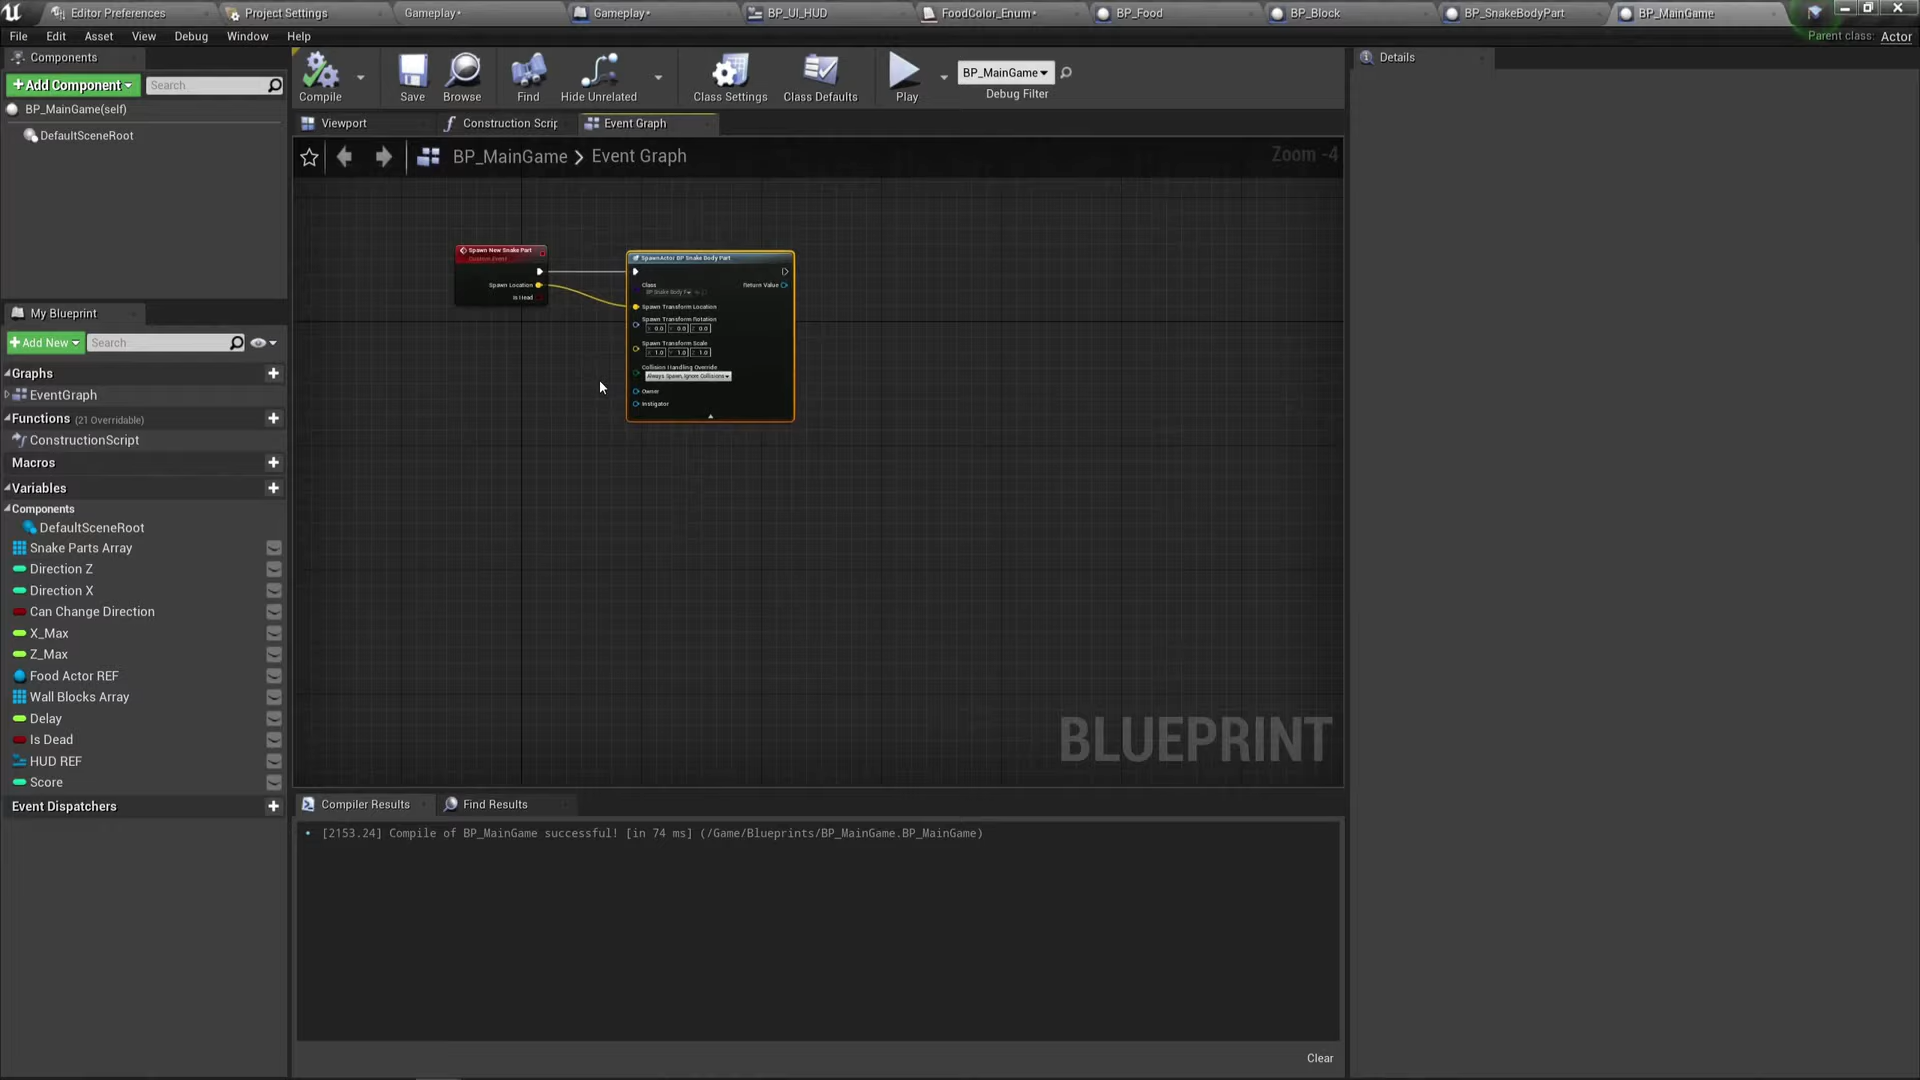 Editor Preferences
Project Settings
Gameplay•
Gameplay•
BP_UI_HUD
FoodColor_Enum•
BP_Food
BP_Block
BP_SnakeBodyPart
BP_MainGame
File Edit Asset View Debug Window Help
Parent class: Actor
Components
+Add Component
Search
BP_MainGame(self)
DefaultSceneRoot
Compile
Save
Browse
Find
Hide Unrelated
Class Settings
Class Defaults
Play
BP_MainGame
Debug Filter
Details
Viewport
Construction Scrip
Event Graph
BP_MainGame > Event Graph
Zoom -4
Spawn New Snake Part
Custom Event
Spawn Location
Is Head
SpawnActor BP Snake Body Part
Class
BP Snake Body P
Return Value
Spawn Transform Location
Spawn Transform Rotation
X 0.0 Y 0.0 Z 0.0
Spawn Transform Scale
X 1.0 Y 1.0 Z 1.0
Collision Handling Override
Always Spawn, Ignore Collisions
Owner
Instigator
BLUEPRINT
My Blueprint
+Add New
Search
Graphs
EventGraph
Functions (21 Overridable)
ConstructionScript
Macros
Variables
Components
DefaultSceneRoot
Snake Parts Array
Direction Z
Direction X
Can Change Direction
X_Max
Z_Max
Food Actor REF
Wall Blocks Array
Delay
Is Dead
HUD REF
Score
Event Dispatchers
Compiler Results
Find Results
• [2153.24] Compile of BP_MainGame successful! [in 74 ms] (/Game/Blueprints/BP_MainGame.BP_MainGame)
Clear